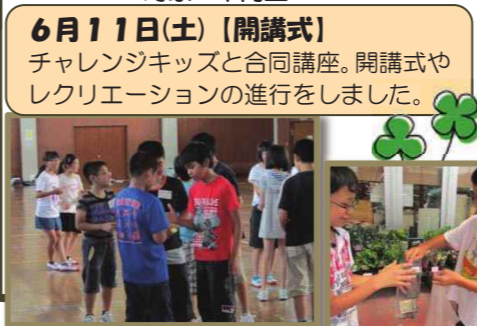 ６月１１日(土)【開講式】
チャレンジキッズと合同講座。開講式や
レクリエーションの進行をしました。